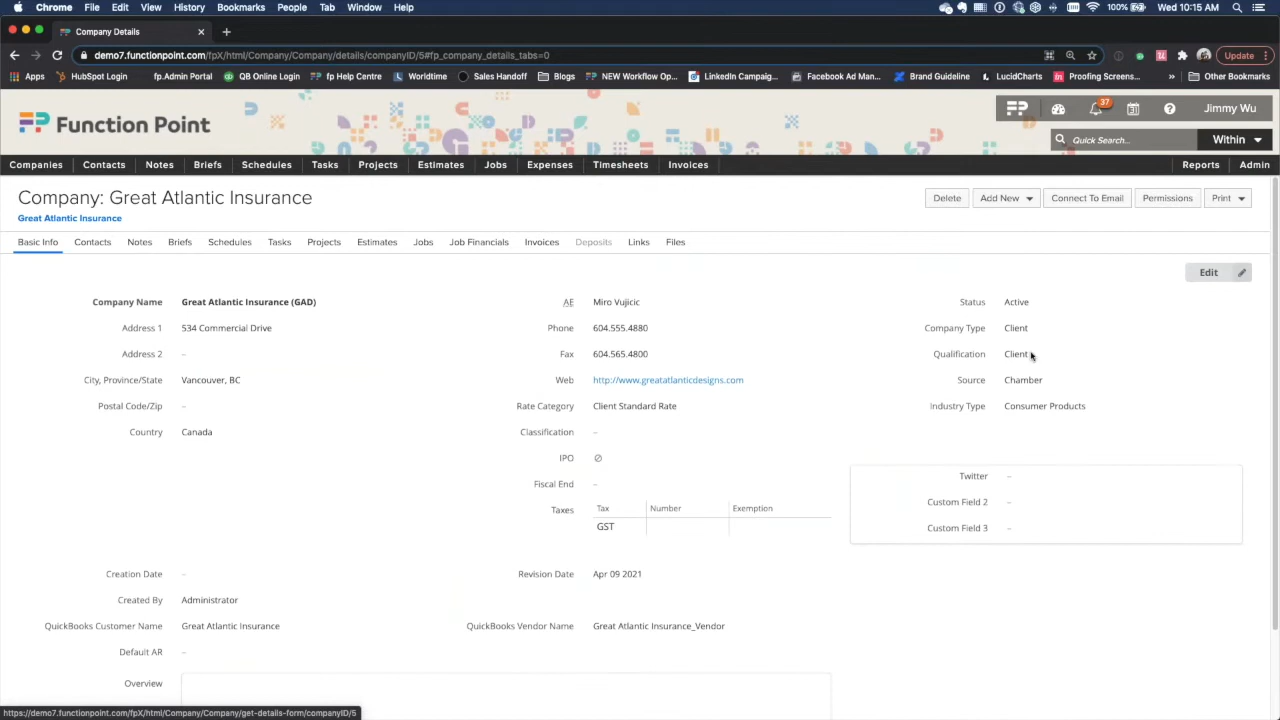 Chrome File Edit View History Bookmarks People Tab Window Help 100% Wed 10:15 AM
Company Details
demo7.functionpoint.com/fpX/html/Company/Company/details/companyID/5#fp_company_details_tabs=0 Update
Apps HubSpot Login fp.Admin Portal QB Online Login fp Help Centre Worldtime Sales Handoff Blogs NEW Workflow Op... LinkedIn Campaig... Facebook Ad Man... Brand Guideline LucidCharts Proofing Screems... » Other Bookmarks
Function Point 37 Jimmy Wu
Quick Search... Within
Companies Contacts Notes Briefs Schedules Tasks Projects Estimates Jobs Expenses Timesheets Invoices Reports Admin
Company: Great Atlantic Insurance Delete Add New Connect To Email Permissions Print
Great Atlantic Insurance
Basic Info Contacts Notes Briefs Schedules Tasks Projects Estimates Jobs Job Financials Invoices Deposits Links Files
Edit
Company Name Great Atlantic Insurance (GAD) AE Miro Vujicic Status Active
Address 1 534 Commercial Drive Phone 604.555.4880 Company Type Client
Address 2 – Fax 604.565.4800 Qualification Client
City, Province/State Vancouver, BC Web http://www.greatatlanticdesigns.com Source Chamber
Postal Code/Zip – Rate Category Client Standard Rate Industry Type Consumer Products
Country Canada Classification –
IPO
Twitter –
Fiscal End –
Custom Field 2 –
Taxes Tax Number Exemption
GST
Custom Field 3 –
Creation Date – Revision Date Apr 09 2021
Created By Administrator
QuickBooks Customer Name Great Atlantic Insurance QuickBooks Vendor Name Great Atlantic Insurance_Vendor
Default AR –
Overview
https://demo7.functionpoint.com/fpX/html/Company/Company/get-details-form/companyID/5